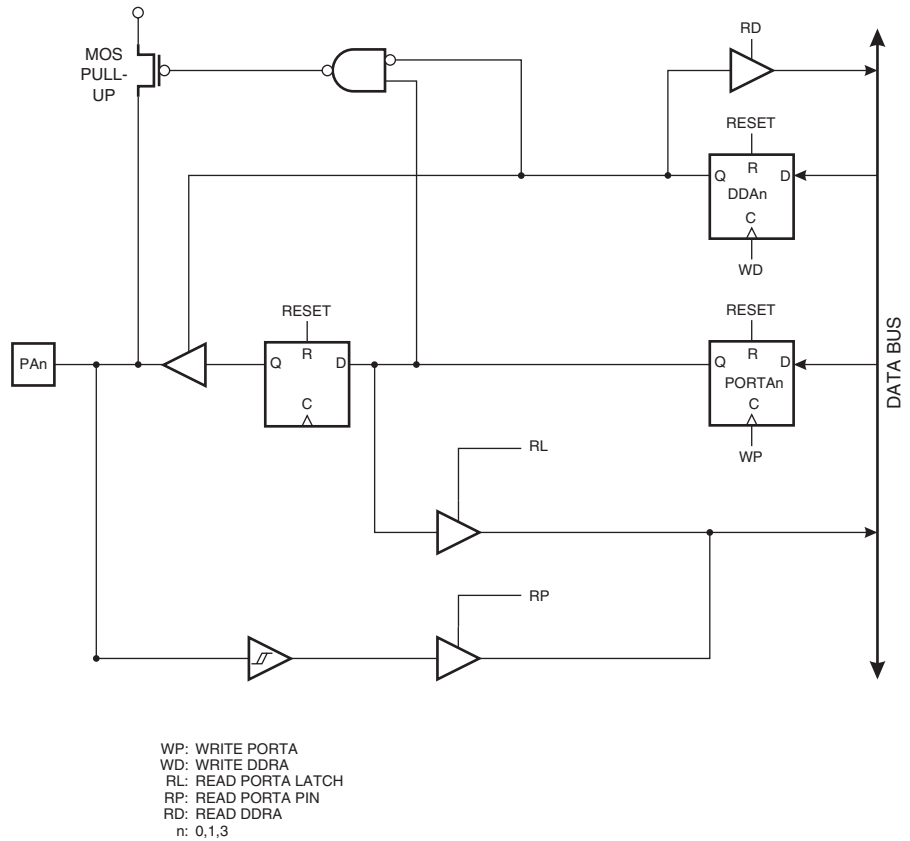 MOS
PULL-
UP
RD
RESET
R
Q
D
DDAn
C
WD
RESET
R
Q
D
C
PAn
RESET
R
Q
D
PORTAn
C
WP
DATA BUS
RL
RP
WP: WRITE PORTA
WD: WRITE DDRA
RL: READ PORTA LATCH
RP: READ PORTA PIN
RD: READ DDRA
n: 0,1,3